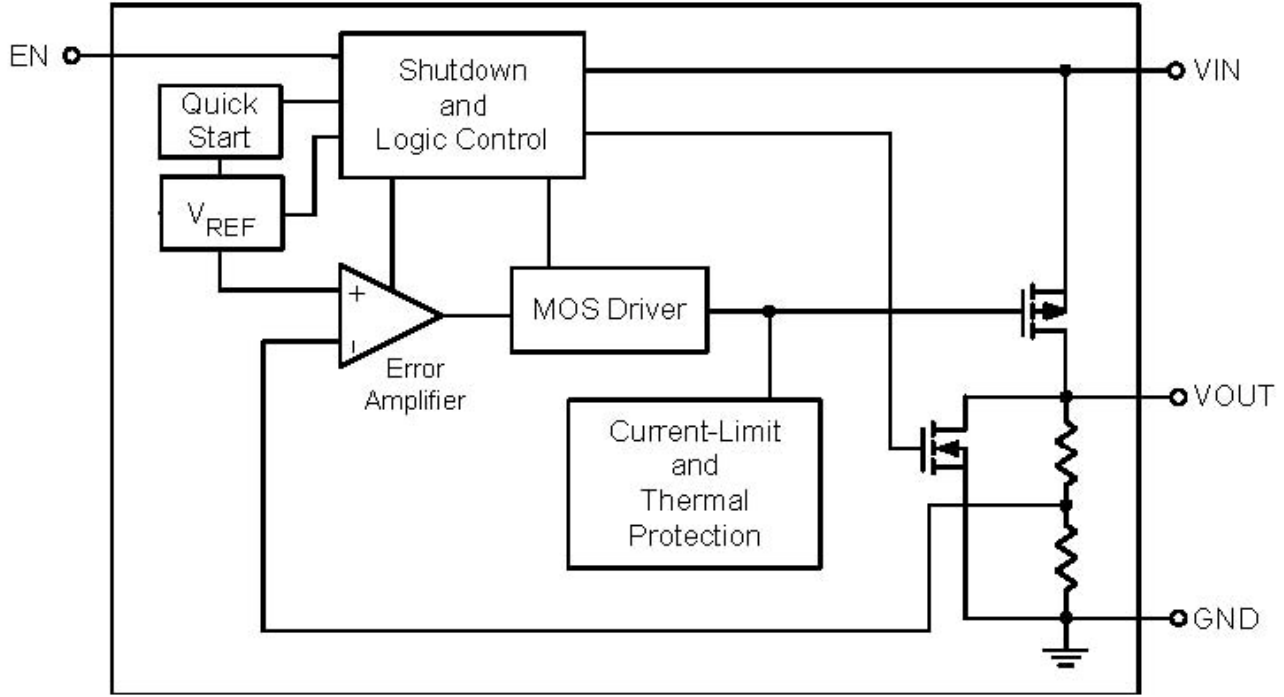 EN
Shutdown
and
Logic Control
VIN
Quick
Start
VREF
+
-
Error
Amplifier
MOS Driver
Current-Limit
and
Thermal
Protection
VOUT
GND